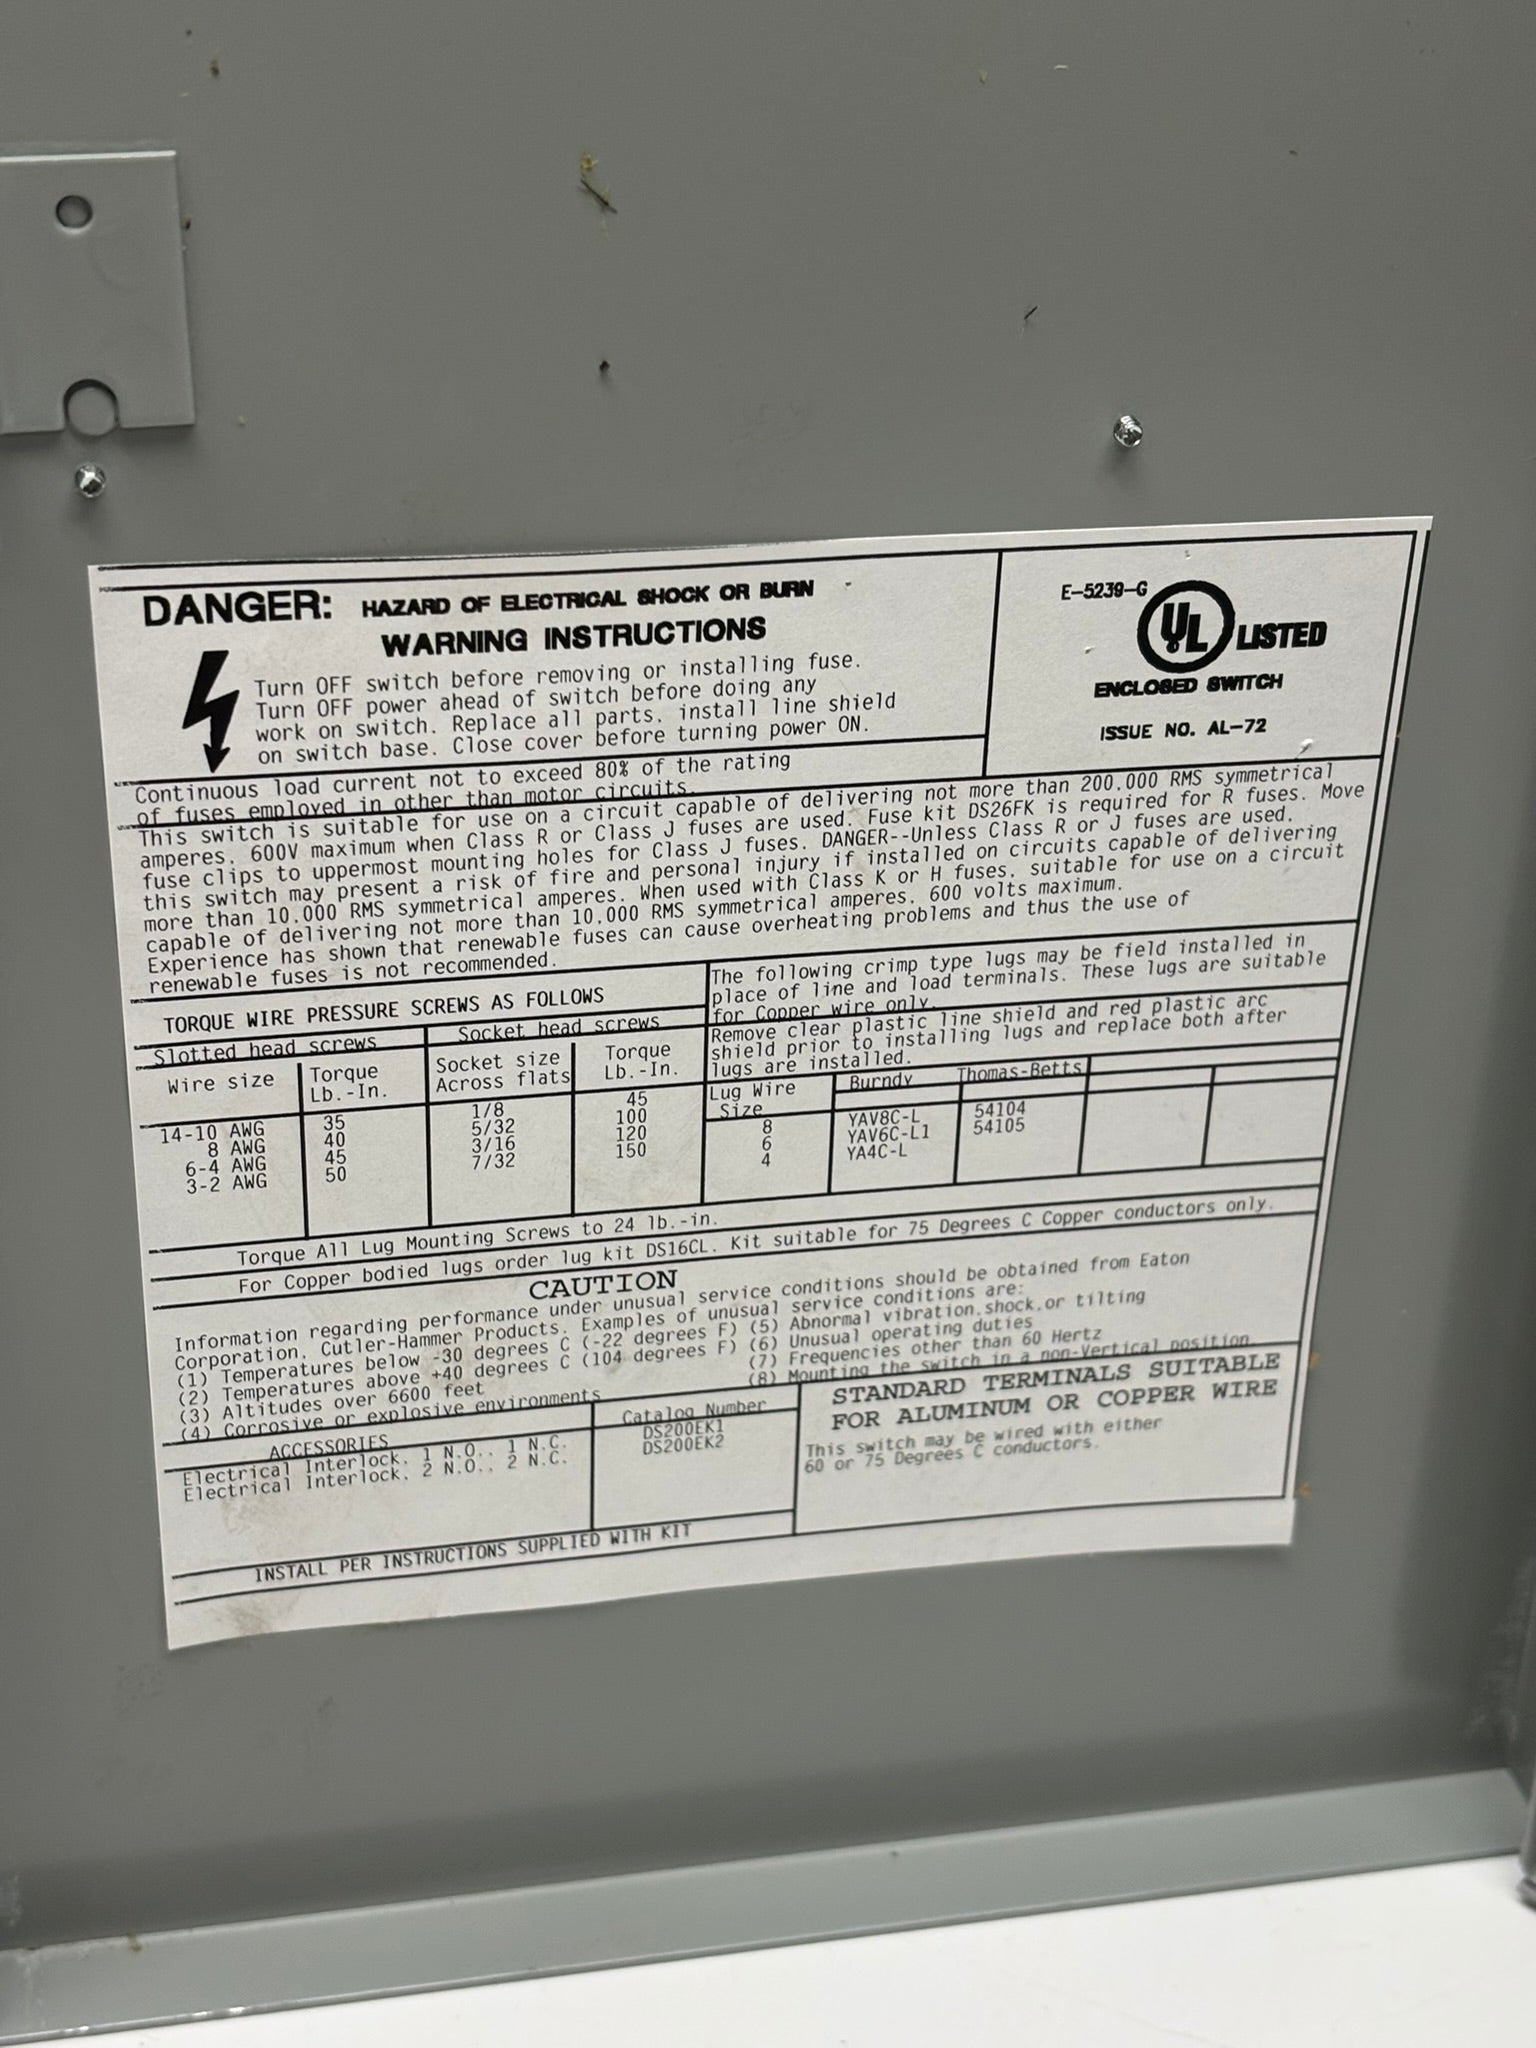 DANGER: HAZARD OF ELECTRICAL SHOCK OR BURN
WARNING INSTRUCTIONS
Turn OFF switch before removing or installing fuse.
Turn OFF power ahead of switch before doing any
work on switch. Replace all parts, install line shield
on switch base. Close cover before turning power ON.
E-5239-G
UL LISTED
ENCLOSED SWITCH
ISSUE NO. AL-72
Continuous load current not to exceed 80% of the rating
of fuses employed in other than motor circuits.
This switch is suitable for use on a circuit capable of delivering not more than 200,000 RMS symmetrical
amperes, 600V maximum when Class R or Class J fuses are used. Fuse kit DS26FK is required for R fuses. Move
fuse clips to uppermost mounting holes for Class J fuses. DANGER--Unless Class R or J fuses are used,
this switch may present a risk of fire and personal injury if installed on circuits capable of delivering
more than 10,000 RMS symmetrical amperes. When used with Class K or H fuses, suitable for use on a circuit
capable of delivering not more than 10,000 RMS symmetrical amperes, 600 volts maximum.
Experience has shown that renewable fuses can cause overheating problems and thus the use of
renewable fuses is not recommended.
TORQUE WIRE PRESSURE SCREWS AS FOLLOWS
Slotted head screws
Socket head screws
Wire size
Torque
Lb.-In.
Socket size
Across flats
Torque
Lb.-In.
14-10 AWG 35 1/8 45
8 AWG 40 5/32 100
6-4 AWG 45 3/16 120
3-2 AWG 50 7/32 150
The following crimp type lugs may be field installed in
place of line and load terminals. These lugs are suitable
for Copper wire only.
Remove clear plastic line shield and red plastic arc
shield prior to installing lugs and replace both after
lugs are installed.
Lug Wire
Size
Burndy
Thomas-Betts
8 YAV8C-L 54104
6 YAV6C-L1 54105
4 YA4C-L
Torque All Lug Mounting Screws to 24 lb.-in.
For Copper bodied lugs order lug kit DS16CL. Kit suitable for 75 Degrees C Copper conductors only.
CAUTION
Information regarding performance under unusual service conditions should be obtained from Eaton
Corporation, Cutler-Hammer Products. Examples of unusual service conditions are:
(1) Temperatures below -30 degrees C (-22 degrees F)
(2) Temperatures above +40 degrees C (104 degrees F)
(3) Altitudes over 6600 feet
(4) Corrosive or explosive environments
(5) Abnormal vibration, shock, or tilting
(6) Unusual operating duties
(7) Frequencies other than 60 Hertz
(8) Mounting the switch in a non-Vertical position
ACCESSORIES
Catalog Number
Electrical Interlock, 1 N.O., 1 N.C. DS200EK1
Electrical Interlock, 2 N.O., 2 N.C. DS200EK2
INSTALL PER INSTRUCTIONS SUPPLIED WITH KIT
STANDARD TERMINALS SUITABLE
FOR ALUMINUM OR COPPER WIRE
This switch may be wired with either
60 or 75 Degrees C conductors.